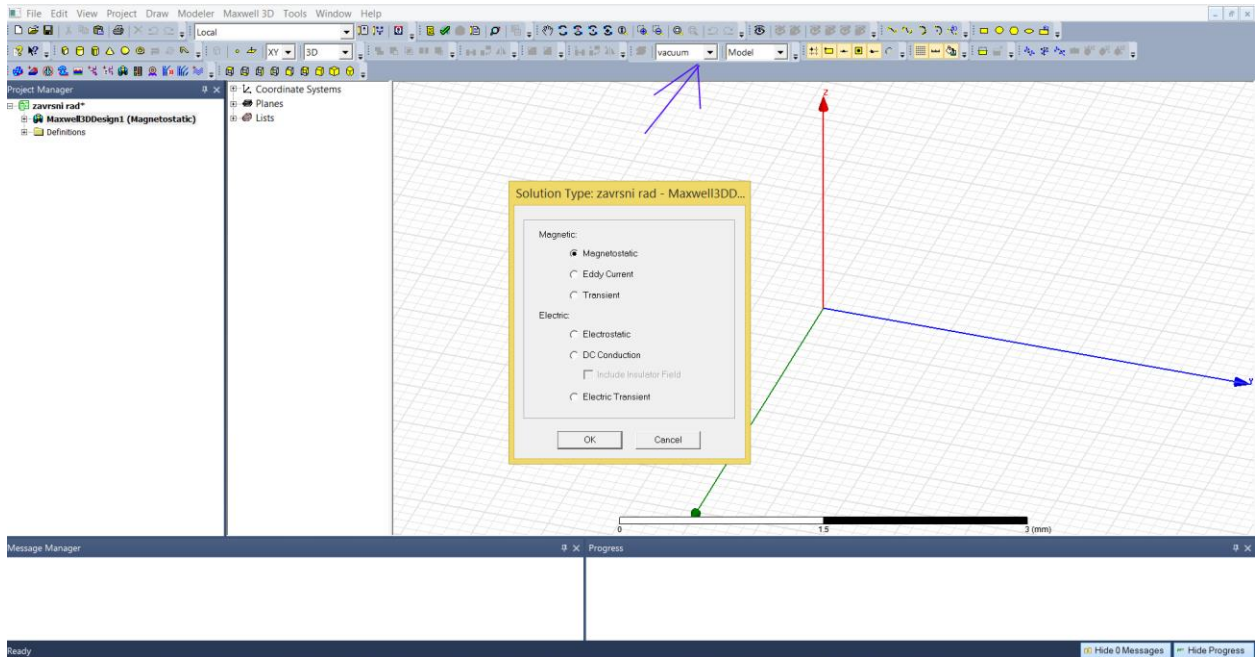 File Edit View Project Draw Modeler Maxwell 3D Tools Window Help
Local
XY 3D vacuum Model
Project Manager
zavrsni rad*
Maxwell3DDesign1 (Magnetostatic)
Definitions
Coordinate Systems
Planes
Lists
Z
Y
Solution Type: zavrsni rad - Maxwell3DD...
Magnetic:
Magnetostatic
Eddy Current
Transient
Electric:
Electrostatic
DC Conduction
Include Insulator Field
Electric Transient
OK Cancel
0 1.5 3 (mm)
Message Manager
Progress
Ready
Hide 0 Messages Hide Progress